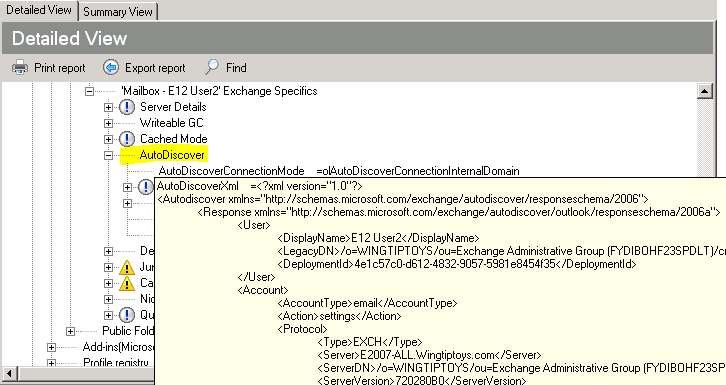 Detailed View Summary View
Detailed View
Print report Export report Find
'Mailbox - E12 User2' Exchange Specifics
Server Details
Writeable GC
Cached Mode
AutoDiscover
AutoDiscoverConnectionMode =olAutoDiscoverConnectionInternalDomain
AutoDiscoverXml =<?xml version="1.0"?>
<Autodiscover xmlns="http://schemas.microsoft.com/exchange/autodiscover/responseschema/2006">
<Response xmlns="http://schemas.microsoft.com/exchange/autodiscover/outlook/responseschema/2006a">
<User>
<DisplayName>E12 User2</DisplayName>
<LegacyDN>/o=WINGTIPTOYS/ou=Exchange Administrative Group (FYDIBOHF23SPDLT)/cr
De <DeploymentId>4e1c57c0-d612-4832-9057-5981e8454f35</DeploymentId>
Jun </User>
Ca <Account>
Nic <AccountType>email</AccountType>
Qu <Action>settings</Action>
Public Fold <Protocol>
Add-ins(Micros <Type>EXCH</Type>
<Server>E2007-ALL.Wingtiptoys.com</Server>
Profile registry <ServerDN>/o=WINGTIPTOYS/ou=Exchange Administrative Group (FYDIBOHF23SPD
<ServerVersion>720280B0</ServerVersion>